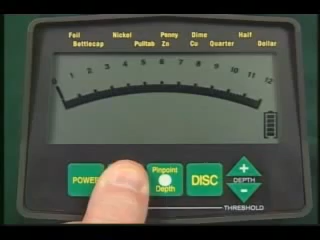 Foil Nickel Penny Dime Half
Bottlecap Pulltab Zn Cu Quarter Dollar
0 1 2 3 4 5 6 7 8 9 10 11 12
POWER Pinpoint Depth DISC DEPTH
THRESHOLD